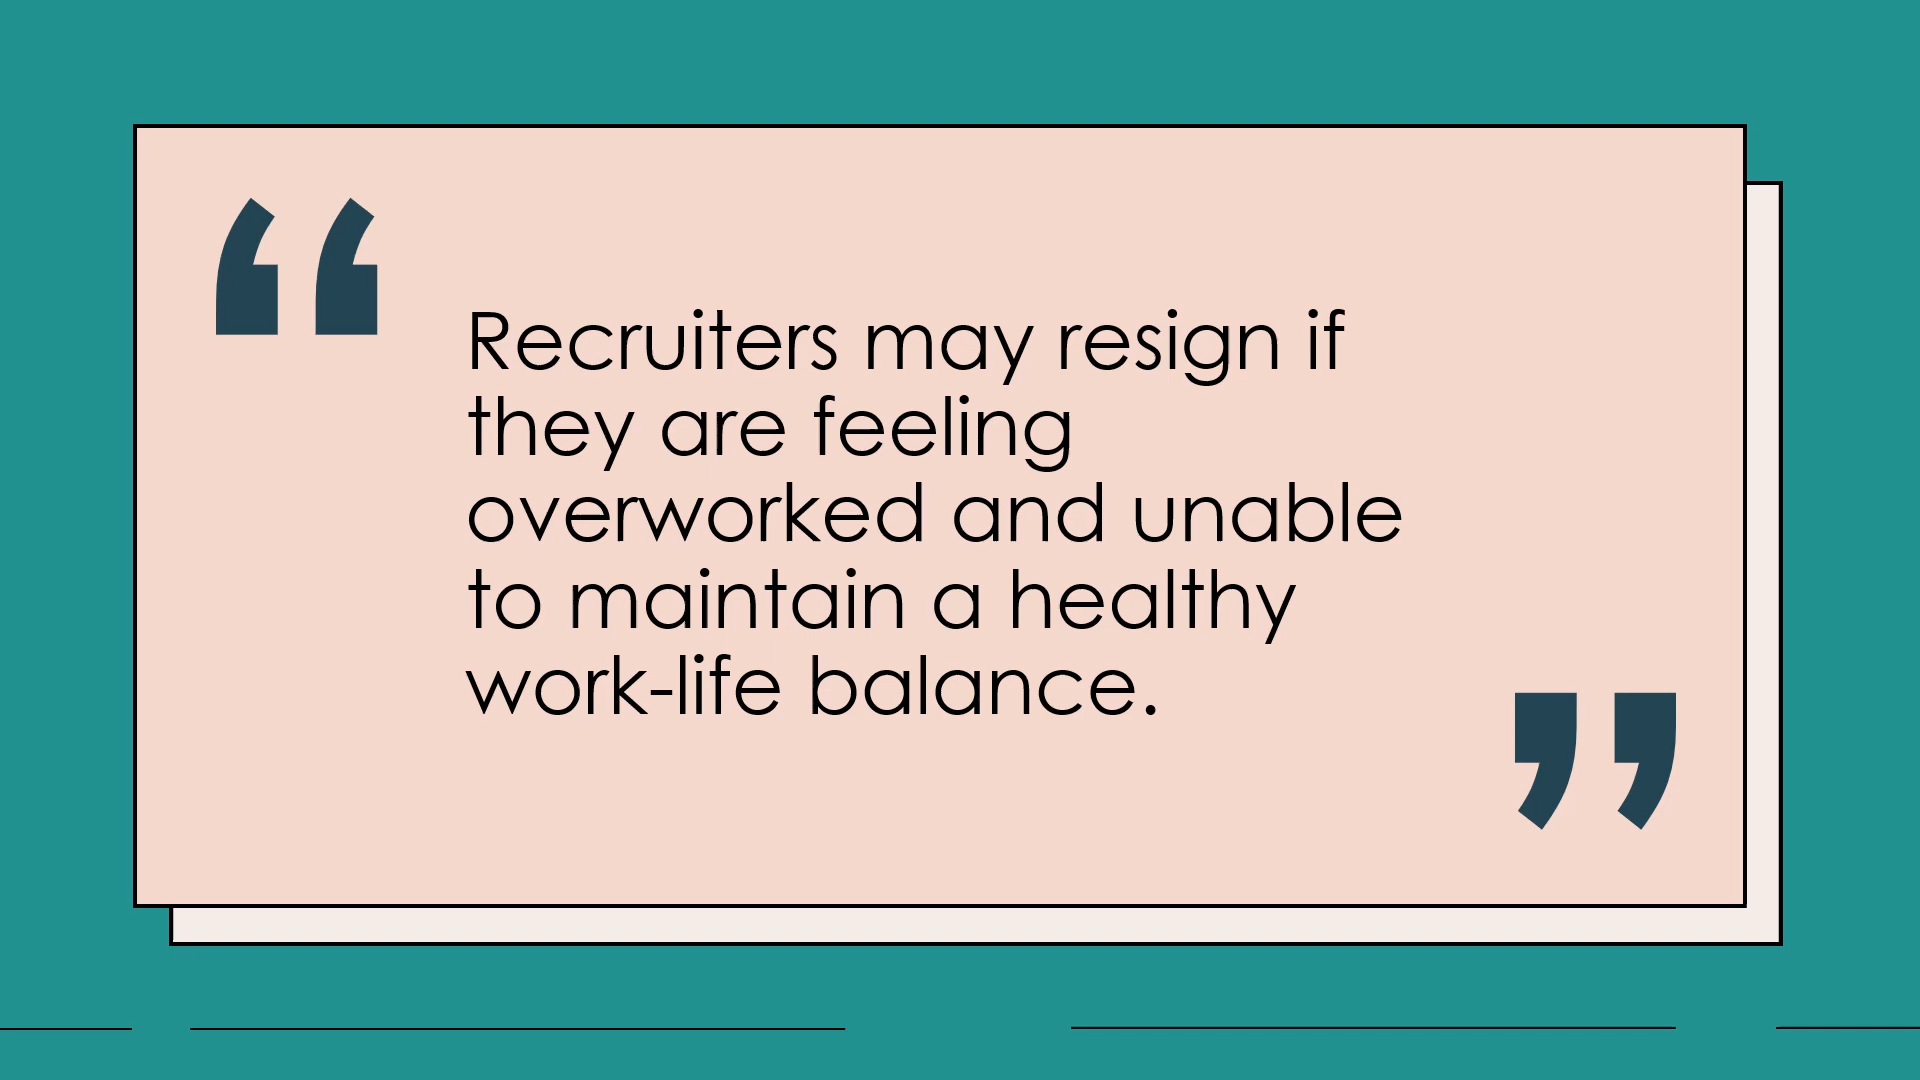 “
Recruiters may resign if
they are feeling
overworked and unable
to maintain a healthy
work-life balance.
”